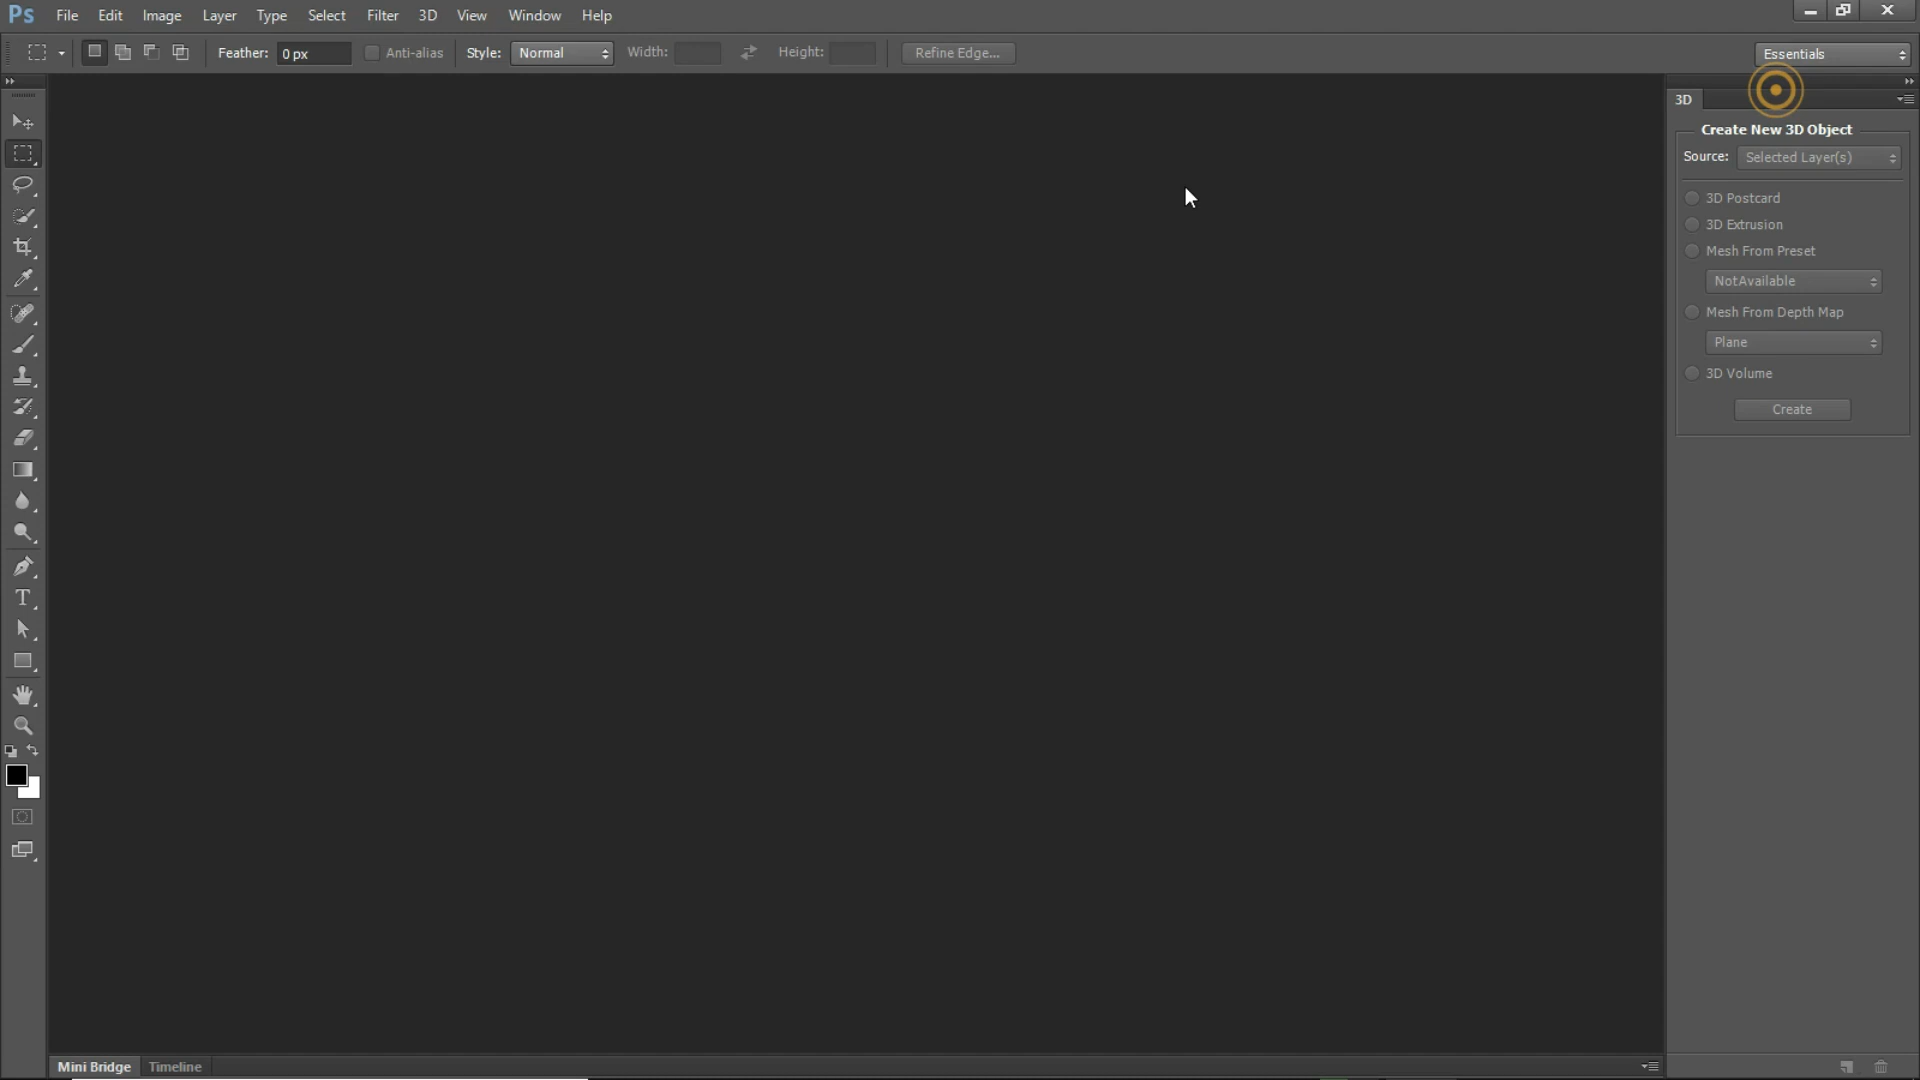 Ps File Edit Image Layer Type Select Filter 3D View Window Help
Feather: 0 px Anti-alias Style: Normal Width: Height: Refine Edge... Essentials
3D
Create New 3D Object
Source: Selected Layer(s)
3D Postcard
3D Extrusion
Mesh From Preset
NotAvailable
Mesh From Depth Map
Plane
3D Volume
Create
T
Mini Bridge Timeline